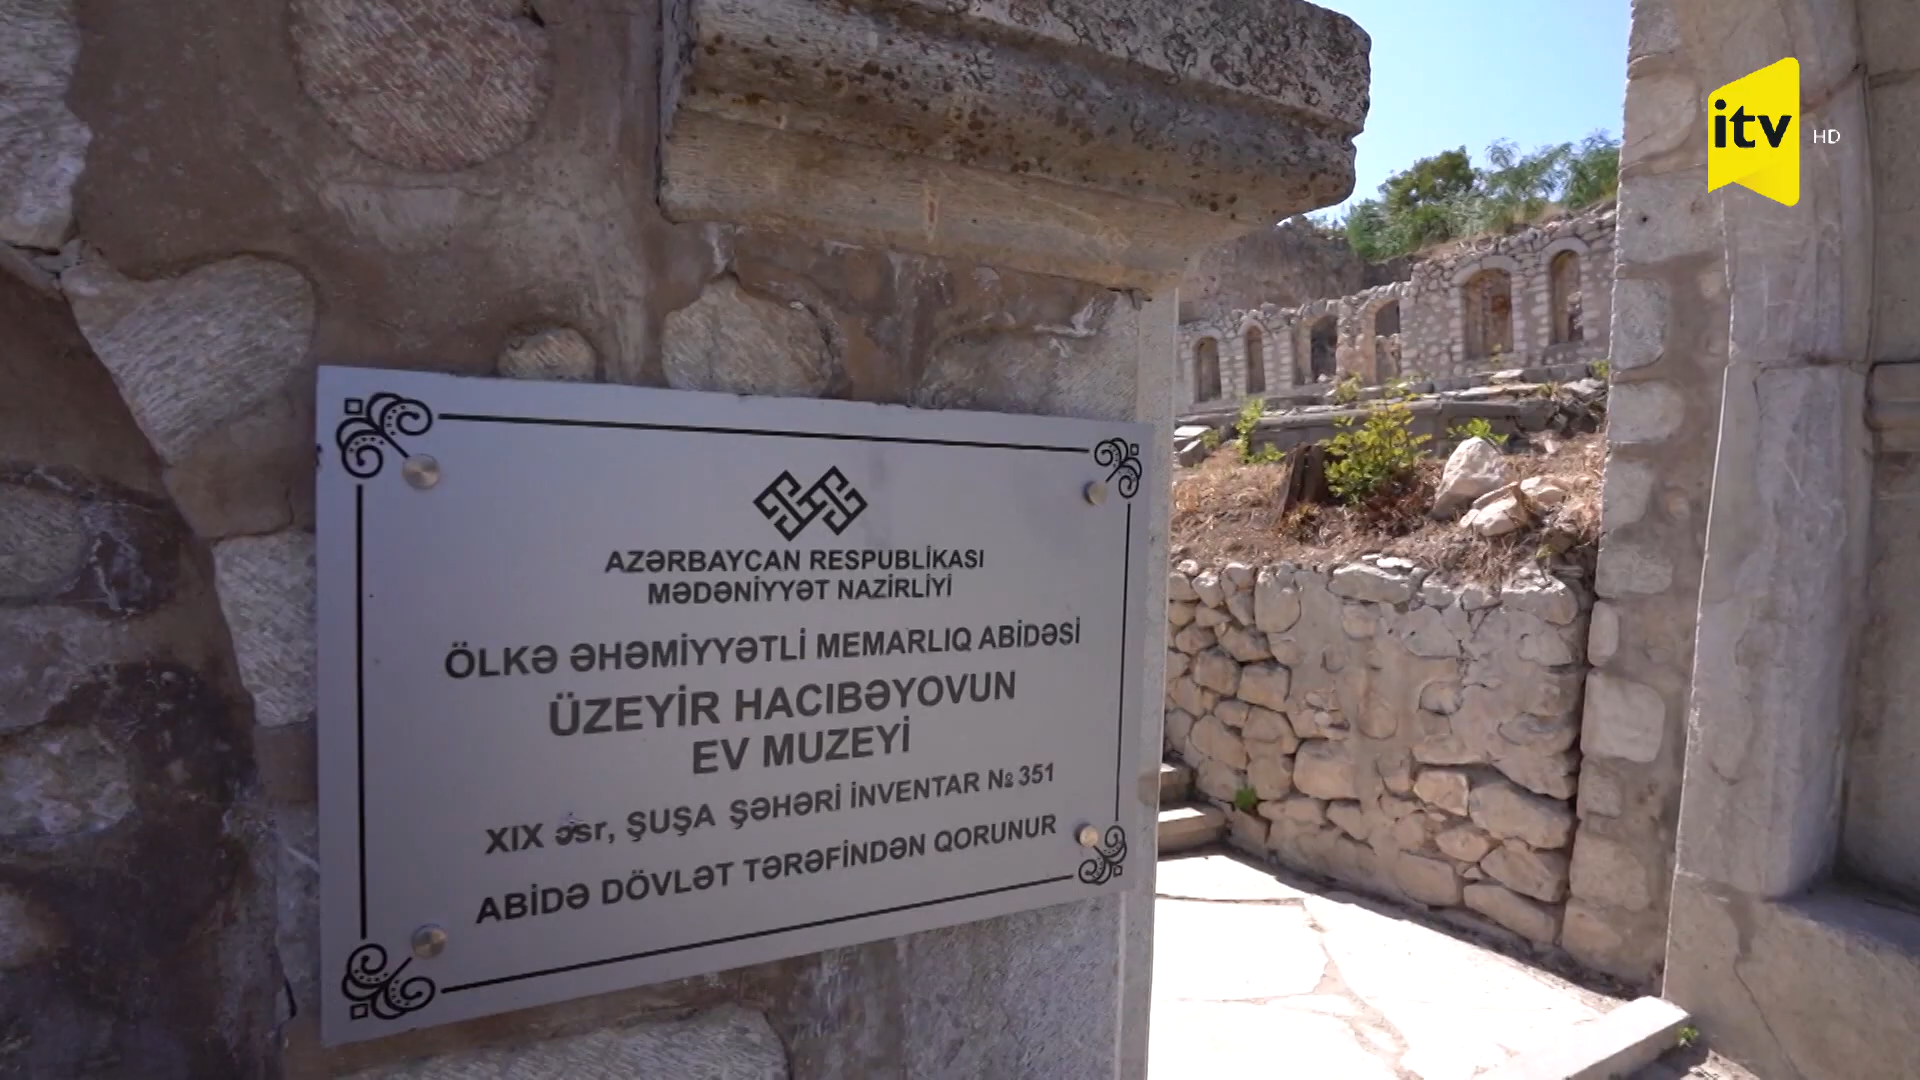 itv HD
AZƏRBAYCAN RESPUBLİKASI
MƏDƏNİYYƏT NAZİRLİYİ
ÖLKƏ ƏHƏMİYYƏTLİ MEMARLIQ ABİDƏSİ
ÜZEYİR HACIBƏYOVUN
EV MUZEYİ
XIX əsr, ŞUŞA ŞƏHƏRİ İNVENTAR № 351
ABİDƏ DÖVLƏT TƏRƏFİNDƏN QORUNUR